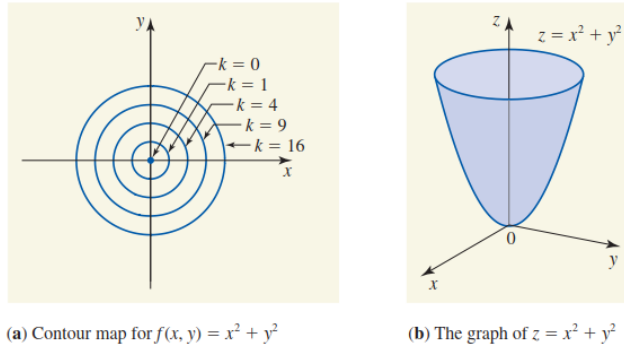 y
k = 0
k = 1
k = 4
k = 9
k = 16
x
(a) Contour map for f(x, y) = x² + y²
z
z = x² + y²
0
y
x
(b) The graph of z = x² + y²